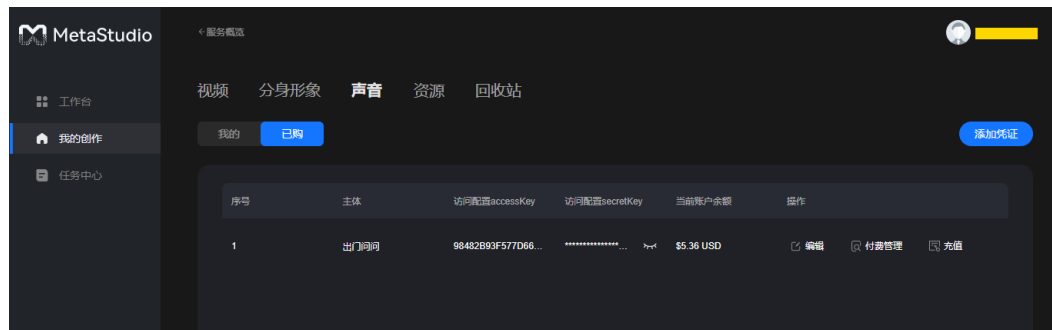 MetaStudio
←服务概览
工作台
我的创作
任务中心
视频 分身形象 声音 资源 回收站
我的 已购
添加凭证
序号 主体 访问配置accessKey 访问配置secretKey 当前账户余额 操作
1 出门问问 98482B93F577D66... ***************... $5.36 USD 编辑 付费管理 充值